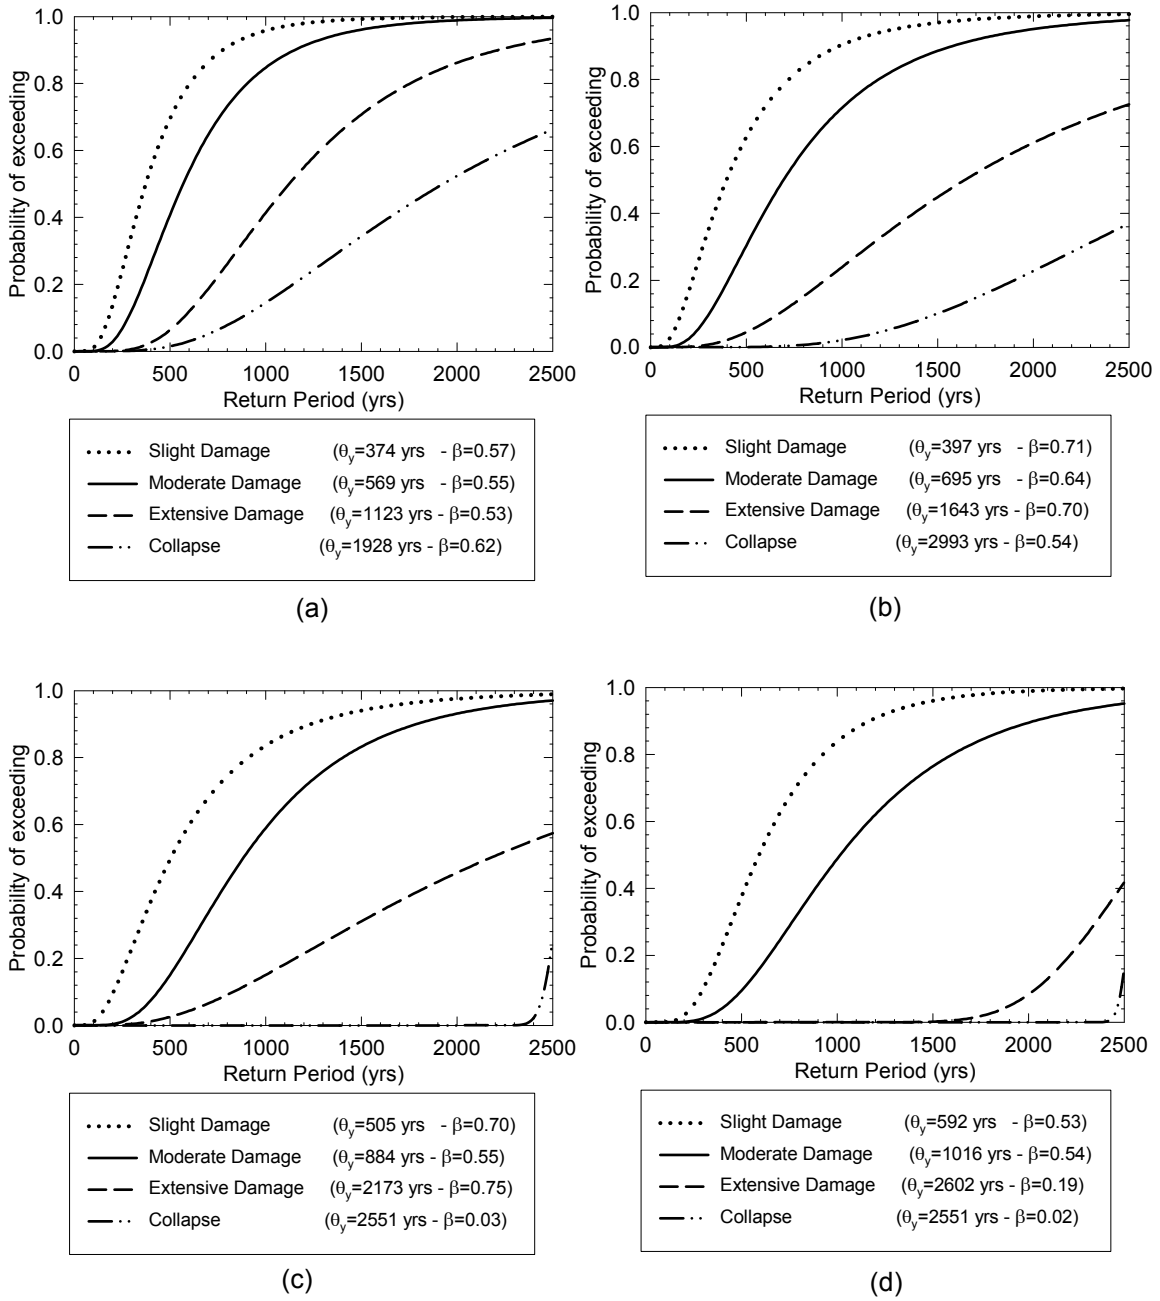 Probability of exceeding
1.0
0.8
0.6
0.4
0.2
0.0
0 500 1000 1500 2000 2500
Return Period (yrs)
Slight Damage (θy=374 yrs - β=0.57)
Moderate Damage (θy=569 yrs - β=0.55)
Extensive Damage (θy=1123 yrs - β=0.53)
Collapse (θy=1928 yrs - β=0.62)
(a)
Probability of exceeding
1.0
0.8
0.6
0.4
0.2
0.0
0 500 1000 1500 2000 2500
Return Period (yrs)
Slight Damage (θy=397 yrs - β=0.71)
Moderate Damage (θy=695 yrs - β=0.64)
Extensive Damage (θy=1643 yrs - β=0.70)
Collapse (θy=2993 yrs - β=0.54)
(b)
Probability of exceeding
1.0
0.8
0.6
0.4
0.2
0.0
0 500 1000 1500 2000 2500
Return Period (yrs)
Slight Damage (θy=505 yrs - β=0.70)
Moderate Damage (θy=884 yrs - β=0.55)
Extensive Damage (θy=2173 yrs - β=0.75)
Collapse (θy=2551 yrs - β=0.03)
(c)
Probability of exceeding
1.0
0.8
0.6
0.4
0.2
0.0
0 500 1000 1500 2000 2500
Return Period (yrs)
Slight Damage (θy=592 yrs - β=0.53)
Moderate Damage (θy=1016 yrs - β=0.54)
Extensive Damage (θy=2602 yrs - β=0.19)
Collapse (θy=2551 yrs - β=0.02)
(d)